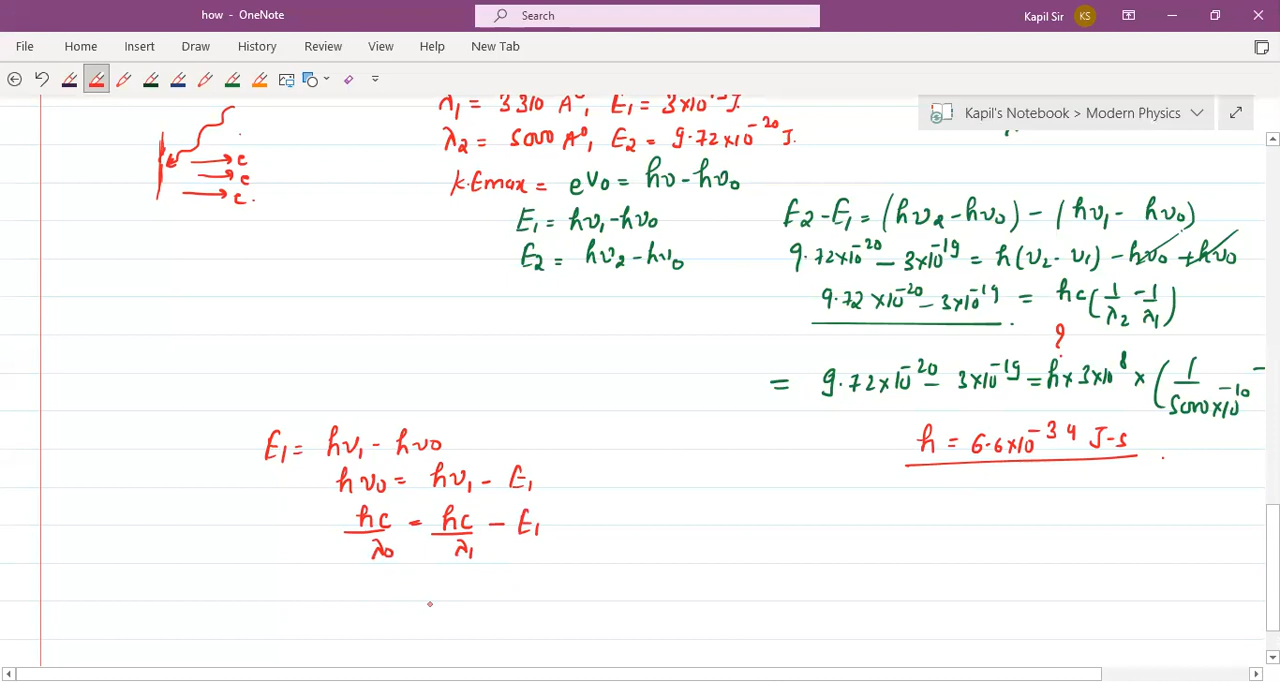 how - OneNote
Search
Kapil Sir KS
File Home Insert Draw History Review View Help New Tab
Kapil's Notebook > Modern Physics
λ1 = 3310 A°, E1 = 3×10^-19 J.
λ2 = 5000 A°, E2 = 9.72×10^-20 J.
e
e
e.
K.Emax = eV0 = hν - hν0
E1 = hν1 - hν0
E2 = hν2 - hν0
E2 - E1 = (hν2 - hν0) - (hν1 - hν0)
9.72×10^-20 - 3×10^-19 = h(ν2 - ν1) - hν0 + hν0
9.72×10^-20 - 3×10^-19 = hc(1/λ2 - 1/λ1)
?
= 9.72×10^-20 - 3×10^-19 = h×3×10^8 × (1/5000×10^-10 -
h = 6.6×10^-34 J-s
E1 = hν1 - hν0
hν0 = hν1 - E1
hc/λ0 = hc/λ1 - E1